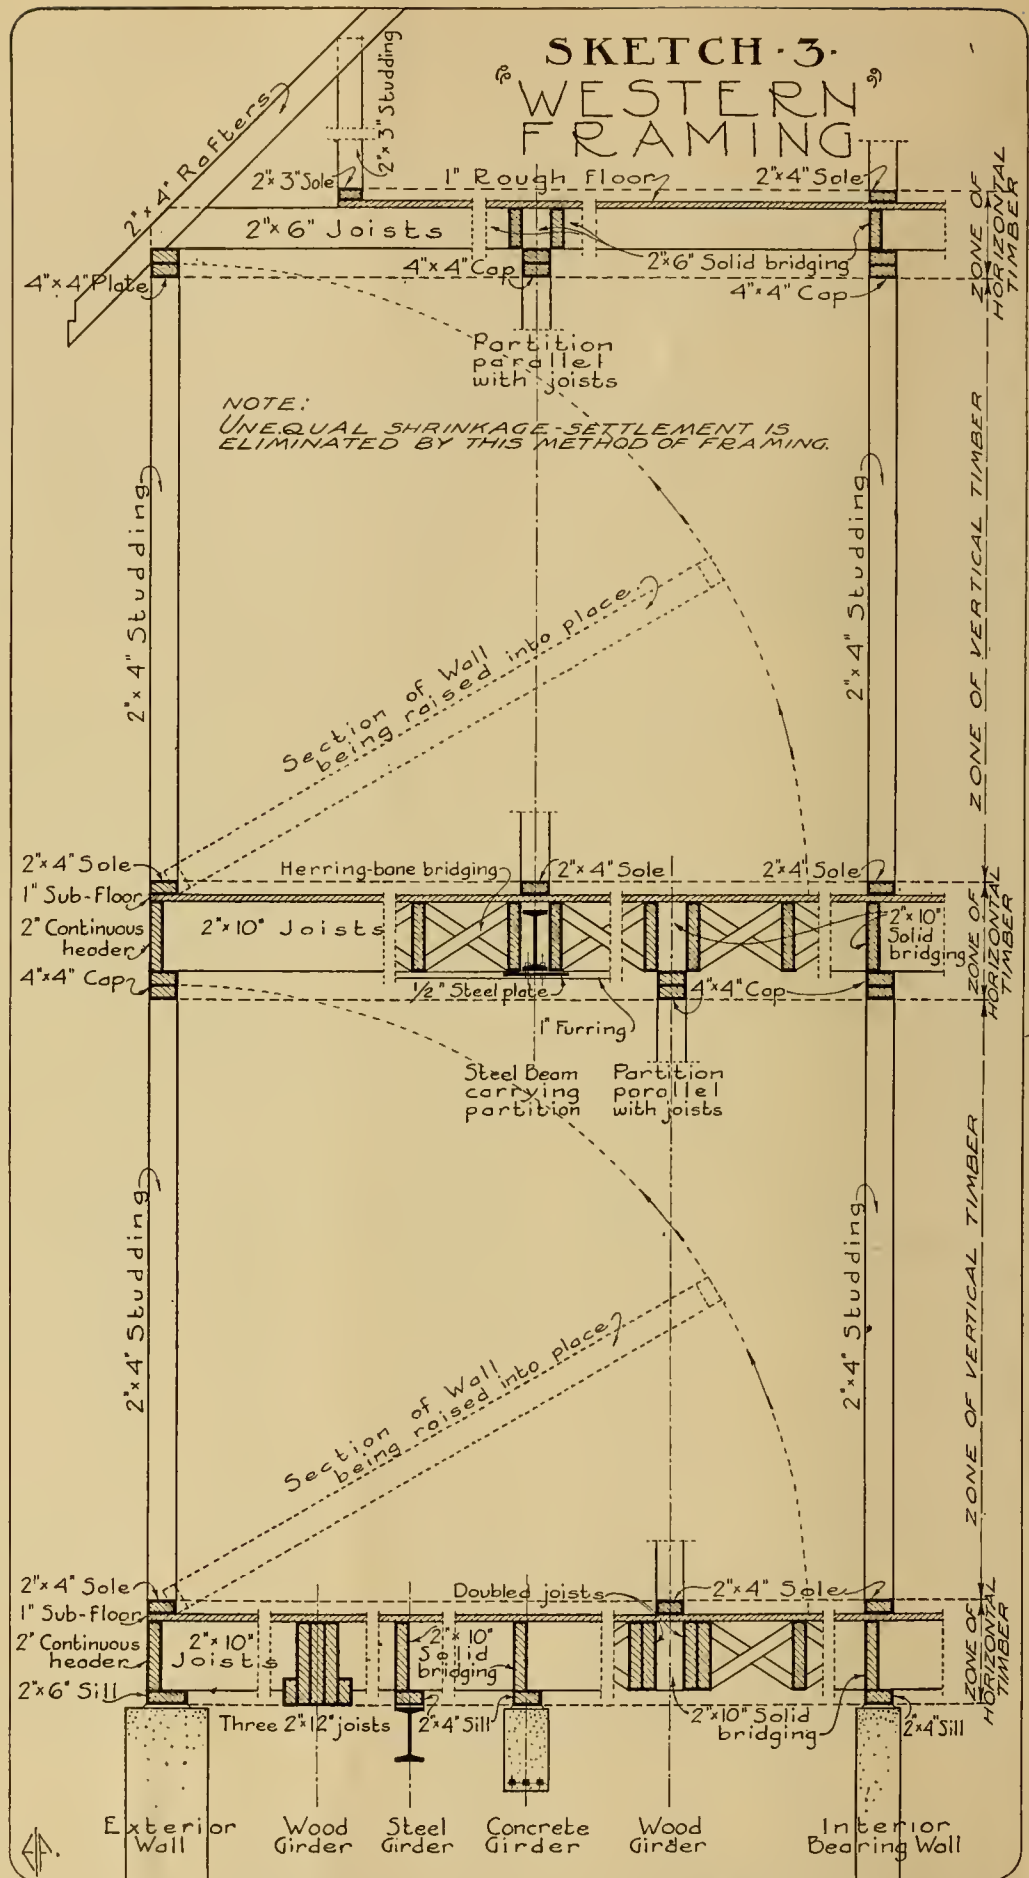 SKETCH · 3 ·
"WESTERN"
FRAMING
2"x 4" Rafters
2"x 3" Studding
2"x 3" Sole
1" Rough floor
2"x 4" Sole
2"x 6" Joists
4"x 4" Plate
4"x 4" Cap
2"x 6" Solid bridging
4"x 4" Cap
ZONE OF
HORIZONTAL
TIMBER
Partition
parallel
with joists
NOTE:
UNEQUAL SHRINKAGE-SETTLEMENT IS
ELIMINATED BY THIS METHOD OF FRAMING.
2"x 4" Studding
Section of Wall
being raised into place
2"x 4" Studding
ZONE OF VERTICAL TIMBER
2"x 4" Sole
Herring-bone bridging
2"x 4" Sole
2"x 4" Sole
1" Sub-Floor
2" Continuous
header
2"x 10" Joists
2"x 10"
Solid
bridging
4"x 4" Cap
1/2" Steel plate
4"x 4" Cap
1" Furring
ZONE OF
HORIZONTAL
TIMBER
Steel Beam
carrying
partition
Partition
parallel
with joists
2"x 4" Studding
Section of Wall
being raised into place
2"x 4" Studding
ZONE OF VERTICAL TIMBER
2"x 4" Sole
Doubled joists
2"x 4" Sole
1" Sub-floor
2" Continuous
header
2"x 10"
Joists
2"x 10"
Solid
bridging
2"x 6" Sill
Three 2"x 12" joists
2"x 4" Sill
2"x 10" Solid
bridging
2"x 4" Sill
ZONE OF
HORIZONTAL
TIMBER
Exterior
Wall
Wood
Girder
Steel
Girder
Concrete
Girder
Wood
Girder
Interior
Bearing Wall